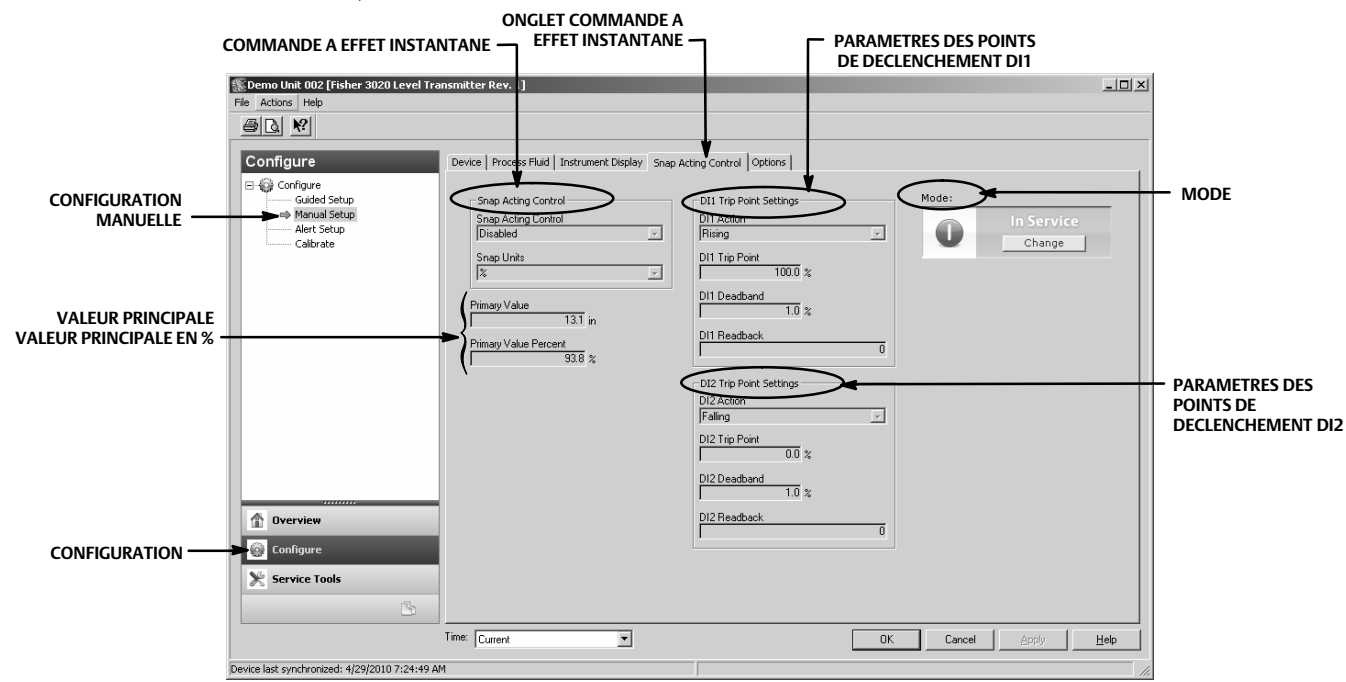 ONGLET COMMANDE A
EFFET INSTANTANE
COMMANDE A EFFET INSTANTANE
PARAMETRES DES POINTS
DE DECLENCHEMENT DI1
Demo Unit 002 [Fisher 3020 Level Transmitter Rev. 1]
File Actions Help
Configure
Configure
Guided Setup
Manual Setup
Alert Setup
Calibrate
CONFIGURATION
MANUELLE
VALEUR PRINCIPALE
VALEUR PRINCIPALE EN %
CONFIGURATION
Overview
Configure
Service Tools
Device Process Fluid Instrument Display Snap Acting Control Options
Snap Acting Control
Snap Acting Control
Disabled
Snap Units
%
Primary Value
13.1 in
Primary Value Percent
93.8 %
DI1 Trip Point Settings
DI1 Action
Rising
DI1 Trip Point
100.0 %
DI1 Deadband
1.0 %
DI1 Readback
0
DI2 Trip Point Settings
DI2 Action
Falling
DI2 Trip Point
0.0 %
DI2 Deadband
1.0 %
DI2 Readback
0
Mode:
In Service
Change
MODE
PARAMETRES DES
POINTS DE
DECLENCHEMENT DI2
Time: Current
OK Cancel Apply Help
Device last synchronized: 4/29/2010 7:24:49 AM